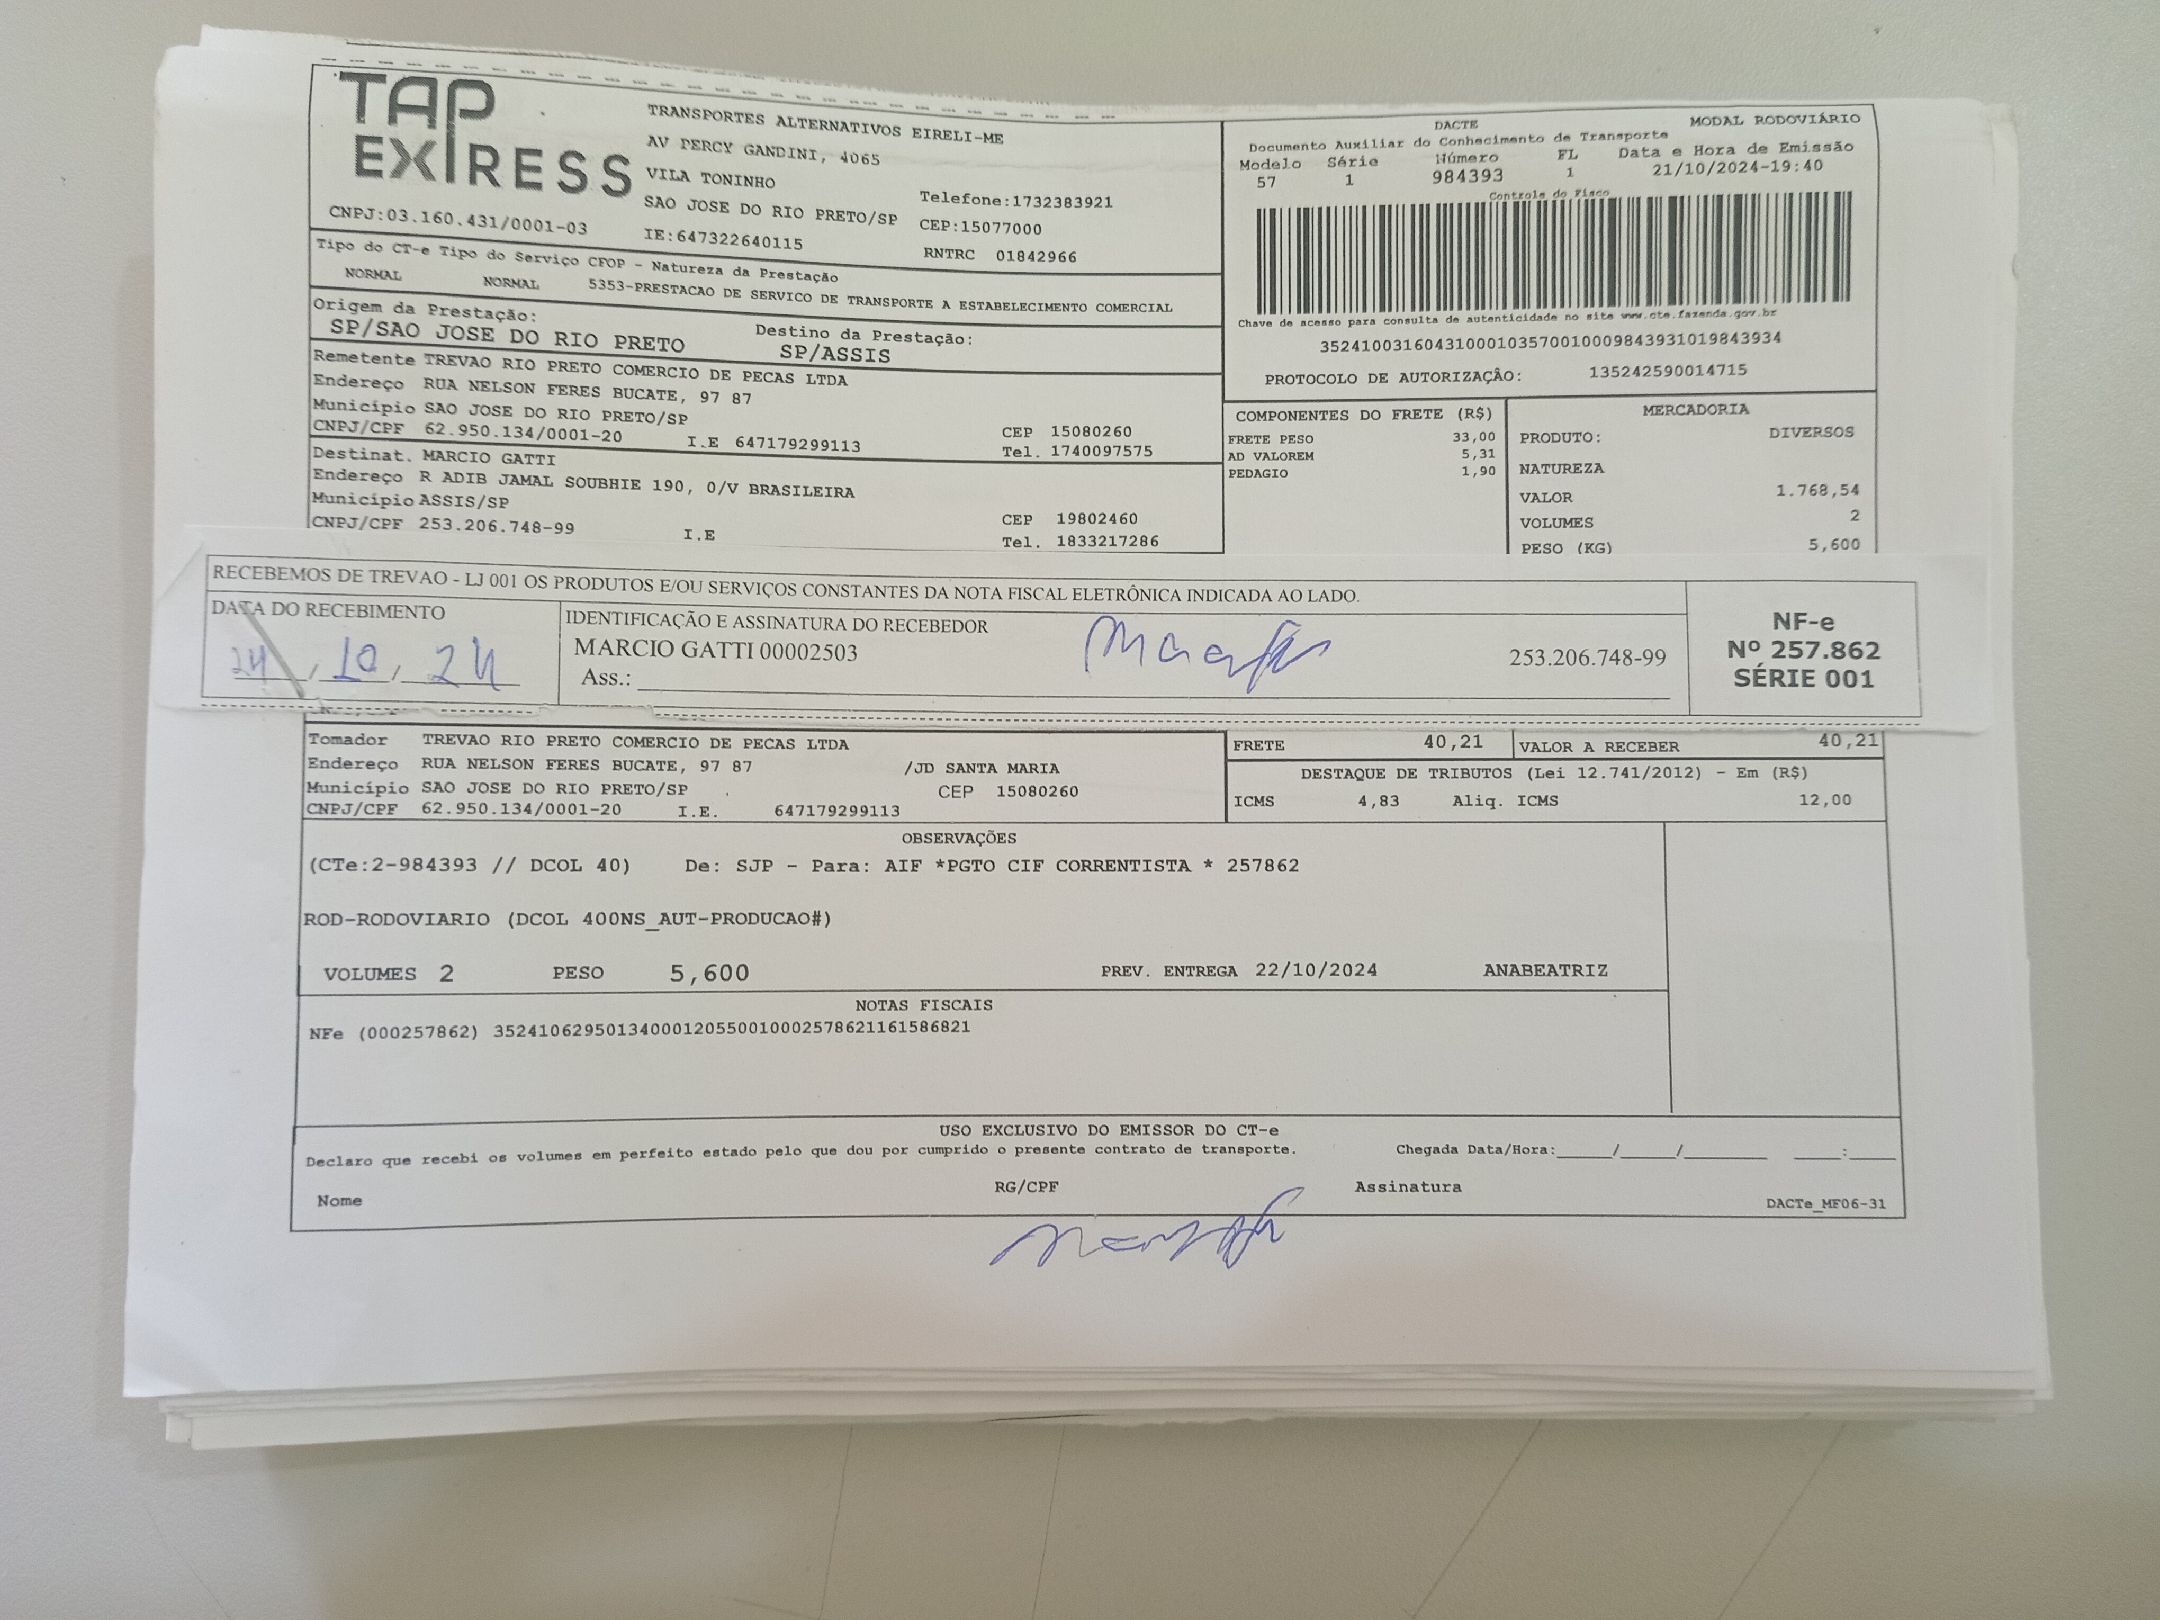 TAP
EXPRESS
TRANSPORTES ALTERNATIVOS EIRELI-ME
AV PERCY GANDINI, 4065
VILA TONINHO
SAO JOSE DO RIO PRETO/SP
IE:647322640115
Telefone:1732383921
CEP:15077000
RNTRC 01842966
CNPJ:03.160.431/0001-03
DACTE
MODAL RODOVIÁRIO
Documento Auxiliar do Conhecimento de Transporte
Modelo Série Número FL Data e Hora de Emissão
57 1 984393 1 21/10/2024-19:40
Controle do Fisco
Chave de acesso para consulta de autenticidade no site www.cte.fazenda.gov.br
35241003160431000103570010009843931019843934
PROTOCOLO DE AUTORIZAÇÂO: 135242590014715
Tipo do CT-e Tipo do Serviço CFOP - Natureza da Prestação
NORMAL NORMAL 5353-PRESTACAO DE SERVICO DE TRANSPORTE A ESTABELECIMENTO COMERCIAL
Origem da Prestação: Destino da Prestação:
SP/SAO JOSE DO RIO PRETO SP/ASSIS
Remetente TREVAO RIO PRETO COMERCIO DE PECAS LTDA
Endereço RUA NELSON FERES BUCATE, 97 87
Município SAO JOSE DO RIO PRETO/SP CEP 15080260
CNPJ/CPF 62.950.134/0001-20 I.E 647179299113 Tel. 1740097575
Destinat. MARCIO GATTI
Endereço R ADIB JAMAL SOUBHIE 190, 0/V BRASILEIRA
Município ASSIS/SP CEP 19802460
CNPJ/CPF 253.206.748-99 I.E Tel. 1833217286
COMPONENTES DO FRETE (R$)
FRETE PESO 33,00
AD VALOREM 5,31
PEDAGIO 1,90
MERCADORIA
PRODUTO: DIVERSOS
NATUREZA
VALOR 1.768,54
VOLUMES 2
PESO (KG) 5,600
RECEBEMOS DE TREVAO - LJ 001 OS PRODUTOS E/OU SERVIÇOS CONSTANTES DA NOTA FISCAL ELETRÔNICA INDICADA AO LADO.
DATA DO RECEBIMENTO
24, 10, 24
IDENTIFICAÇÃO E ASSINATURA DO RECEBEDOR
MARCIO GATTI 00002503 253.206.748-99
Ass.:
NF-e
Nº 257.862
SÉRIE 001
Tomador TREVAO RIO PRETO COMERCIO DE PECAS LTDA
Endereço RUA NELSON FERES BUCATE, 97 87 /JD SANTA MARIA
Município SAO JOSE DO RIO PRETO/SP CEP 15080260
CNPJ/CPF 62.950.134/0001-20 I.E. 647179299113
FRETE 40,21 VALOR A RECEBER 40,21
DESTAQUE DE TRIBUTOS (Lei 12.741/2012) - Em (R$)
ICMS 4,83 Aliq. ICMS 12,00
OBSERVAÇÕES
(CTe:2-984393 // DCOL 40) De: SJP - Para: AIF *PGTO CIF CORRENTISTA * 257862
ROD-RODOVIARIO (DCOL 400NS_AUT-PRODUCAO#)
VOLUMES 2 PESO 5,600 PREV. ENTREGA 22/10/2024 ANABEATRIZ
NOTAS FISCAIS
NFe (000257862) 35241062950134000120550010002578621161586821
USO EXCLUSIVO DO EMISSOR DO CT-e
Declaro que recebi os volumes em perfeito estado pelo que dou por cumprido o presente contrato de transporte. Chegada Data/Hora:____/____/______ ____:____
Nome RG/CPF Assinatura
DACTe_MF06-31